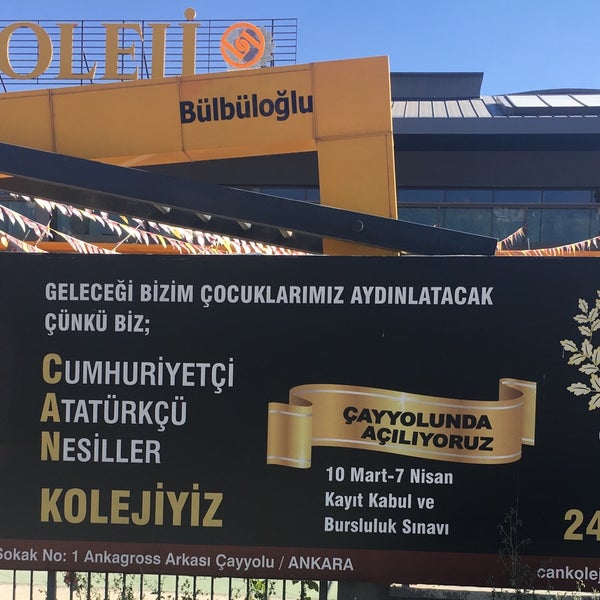 OLEJİ
Bülbüloğlu
GELECEĞİ BİZİM ÇOCUKLARIMIZ AYDINLATACAK
ÇÜNKÜ BİZ;
CUMHURİYETÇİ
ATATÜRKÇÜ
NESİLLER
KOLEJİYİZ
ÇAYYOLUNDA
AÇILIYORUZ
10 Mart-7 Nisan
Kayıt Kabul ve
Bursluluk Sınavı
24
Sokak No: 1 Ankagross Arkası Çayyolu / ANKARA
cankolej